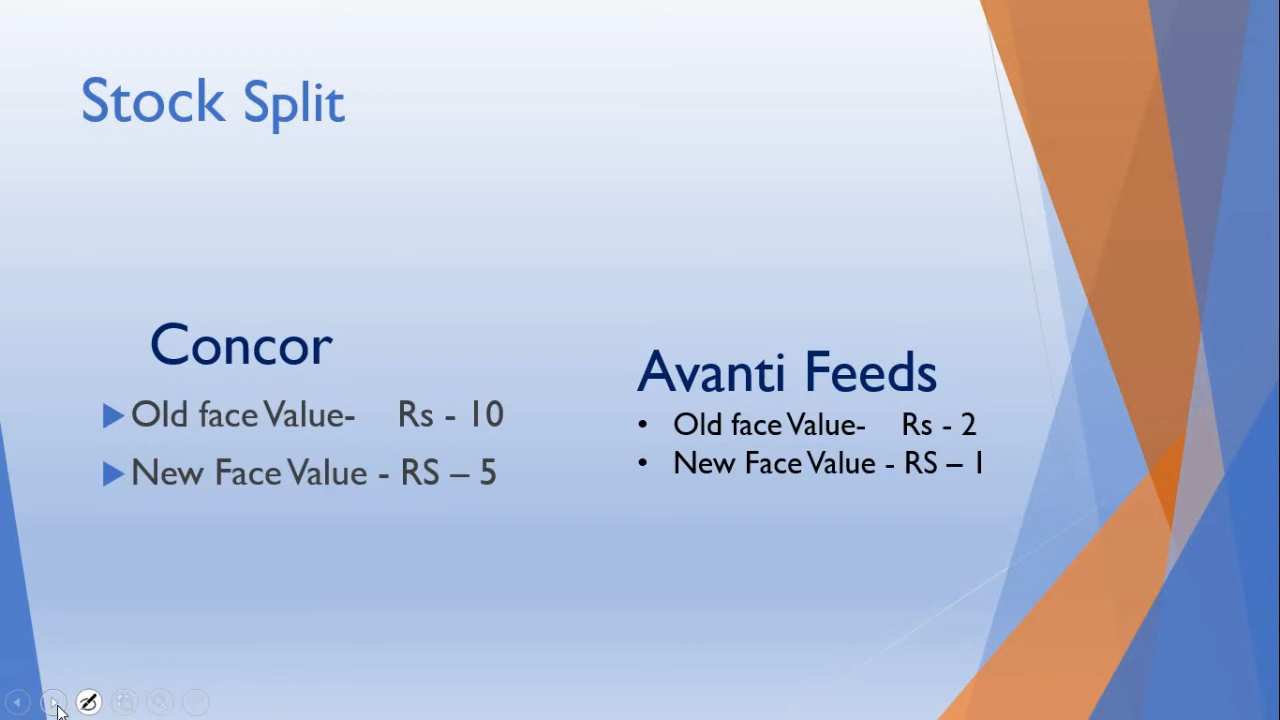 Stock Split
Concor
Old face Value- Rs - 10
New Face Value - RS – 5
Avanti Feeds
• Old face Value- Rs - 2
• New Face Value - RS – 1